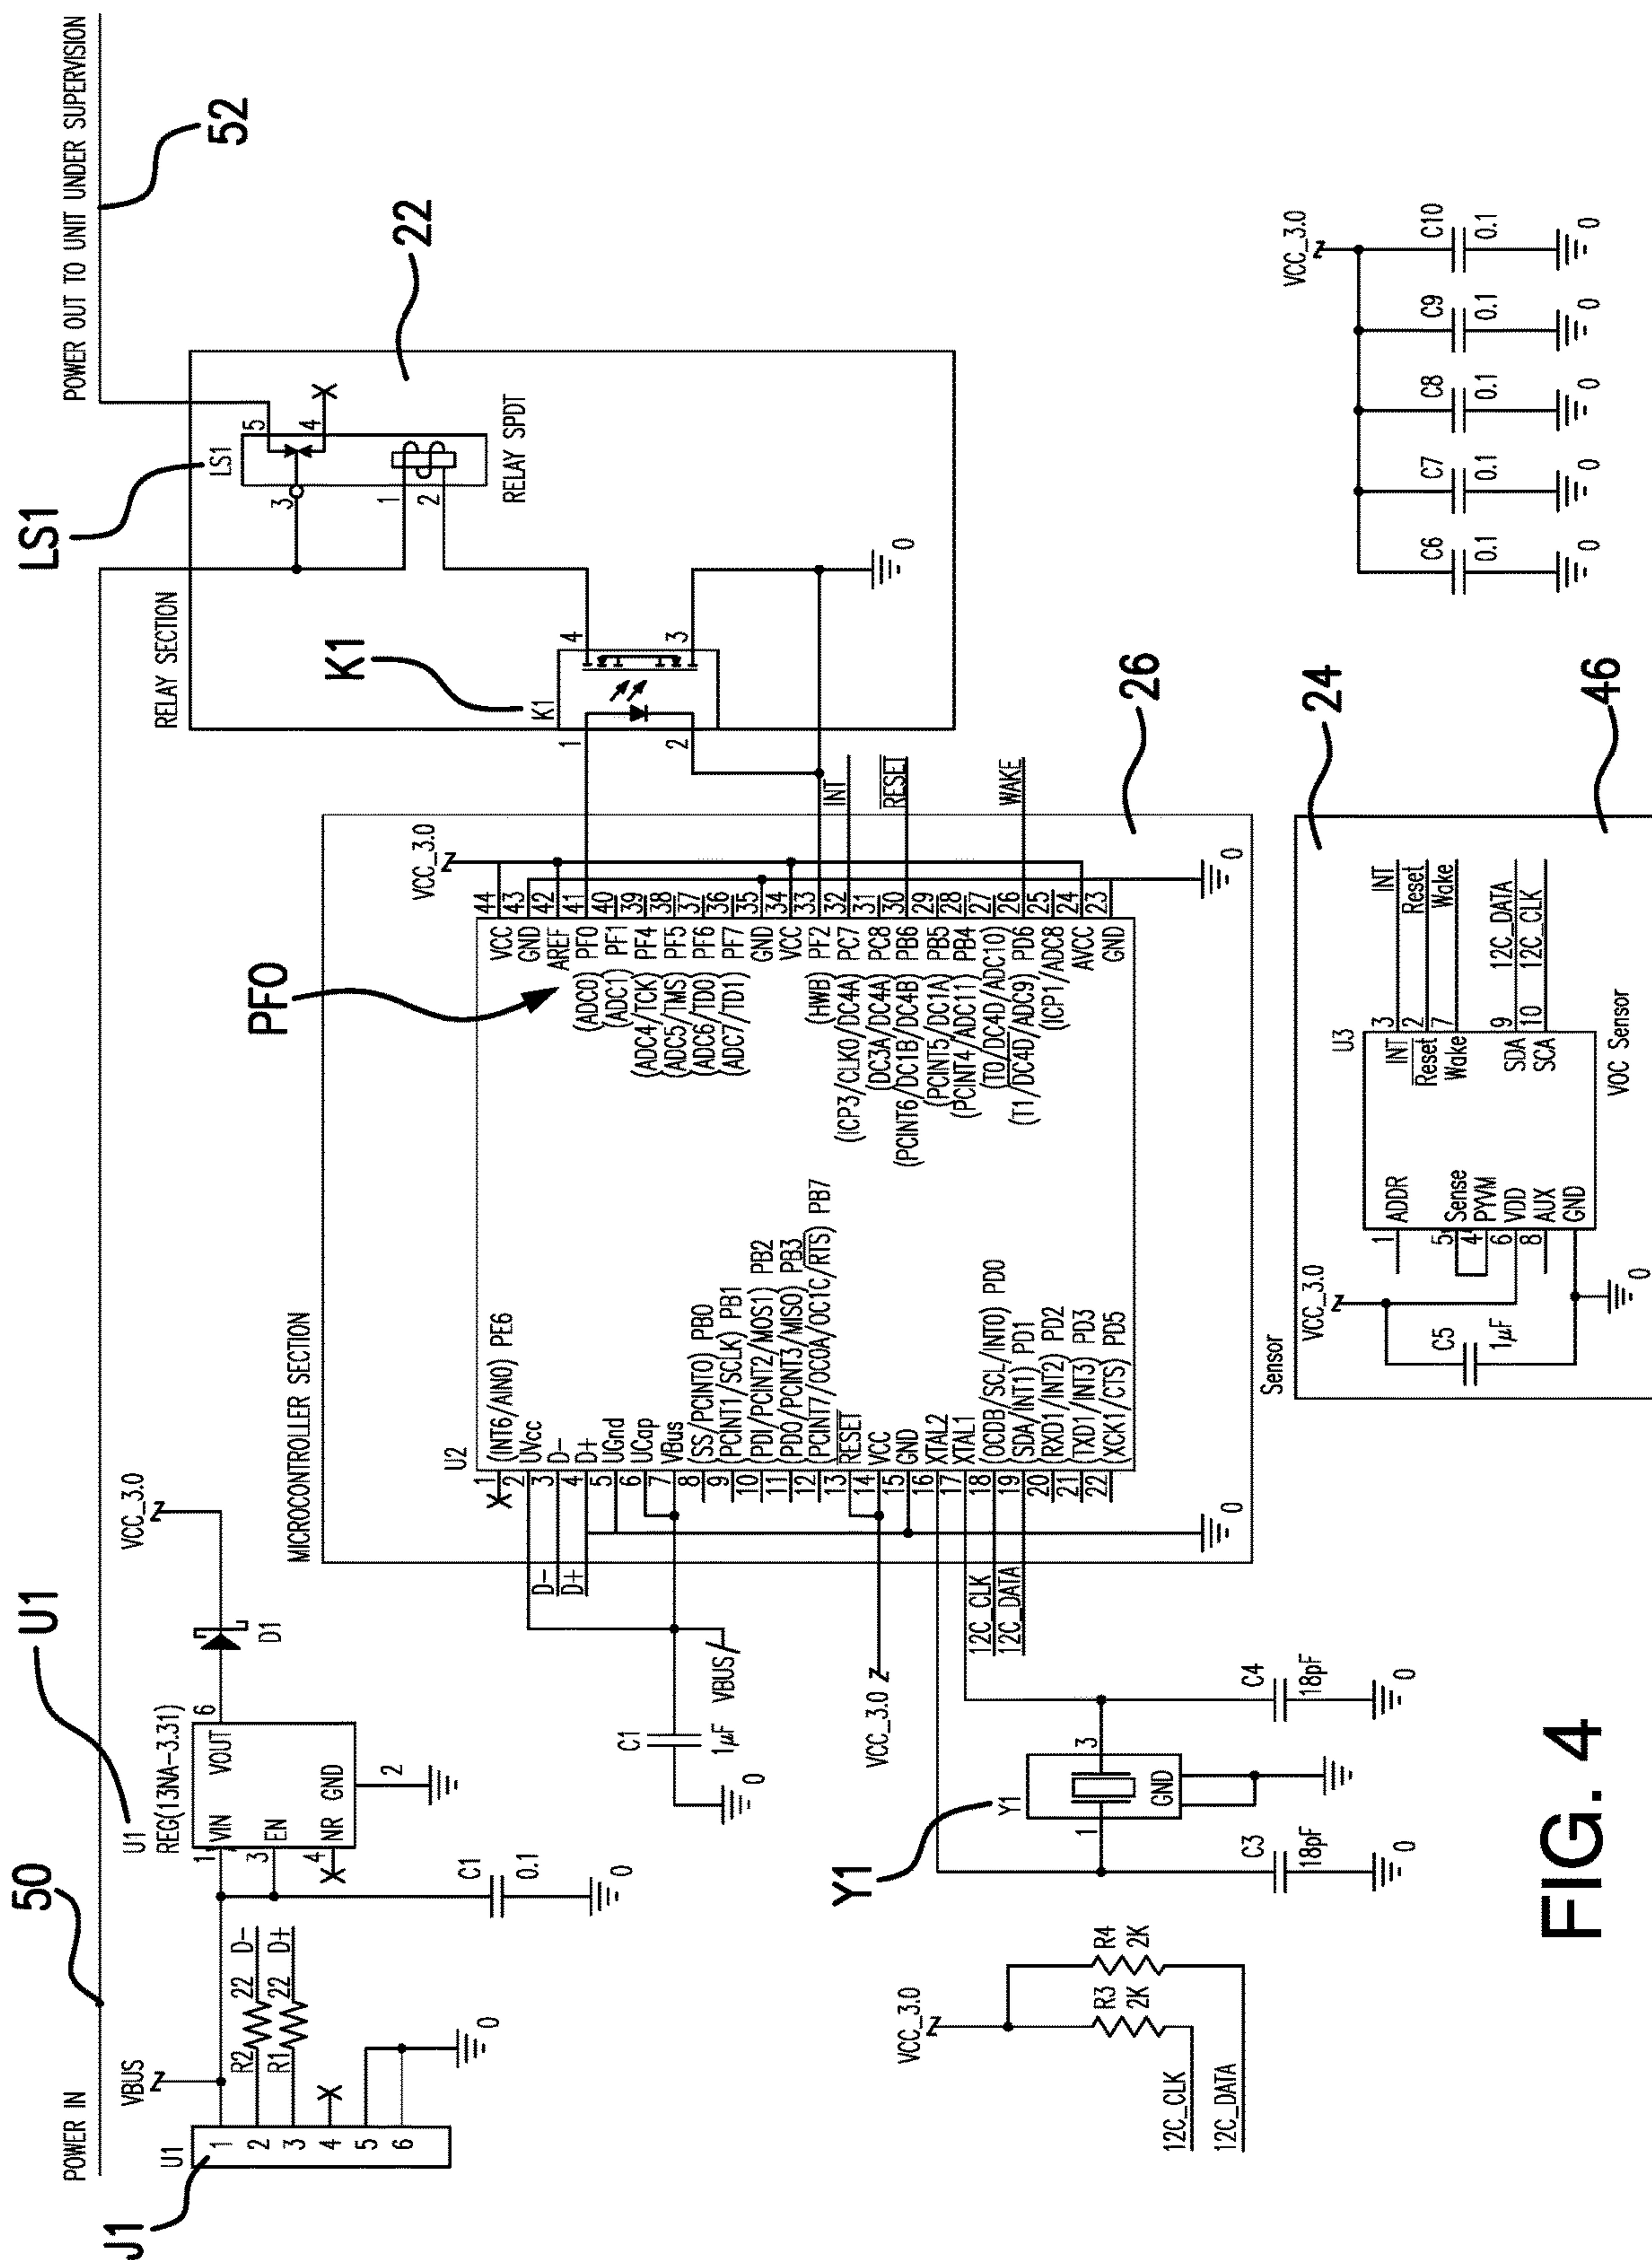 POWER IN
50
POWER OUT TO UNIT UNDER SUPERVISION
52
J1
U1
1
2
3
4
5
6
VBUS
R2 22 D-
R1 22 D+
0
C1
0.1
0
U1
U1
REG(13NA-3.31)
1 VIN
3 EN
4 NR GND
VOUT 6
2
D1
VCC_3.0
RELAY SECTION
LS1
LS1
3
5
4
1
2
RELAY SPDT
22
K1
K1
1
2
4
3
0
MICROCONTROLLER SECTION
U2
1 (INT6/AIN0) PE6
2 UVcc
3 D-
4 D+
5 UGnd
6 UCap
7 VBus
8 (SS/PCINT0) PB0
9 (PCINT1/SCLK) PB1
10 (PDI/PCINT2/MOS1) PB2
11 (PDO/PCINT3/MISO) PB3
12 (PCINT7/OC0A/OC1C/RTS) PB7
13 RESET
14 VCC
15 GND
16 XTAL2
17 XTAL1
18 (OCDB/SCL/INT0) PD0
19 (SDA/INT1) PD1
20 (RXD1/INT2) PD2
21 (TXD1/INT3) PD3
22 (XCK1/CTS) PD5
VCC 44
GND 43
AREF 42
(ADC0) PF0 41
(ADC1) PF1 40
(ADC4/TCK) PF4 39
(ADC5/TMS) PF5 38
(ADC6/TD0) PF6 37
(ADC7/TD1) PF7 36
GND 35
VCC 34
(HWB) PF2 33
(ICP3/CLK0/DC4A) PC7 32
(DC3A/DC4A) PC8 31
(PCINT6/DC1B/DC4B) PB6 30
(PCINT5/DC1A) PB5 29
(PCINT4/ADC11) PB4 28
(T0/DC4D/ADC10) 27
(T1/DC4D/ADC9) PD6 26
(ICP1/ADC8 25
AVCC 24
GND 23
PF0
VCC_3.0
0
0
INT
RESET
WAKE
26
D-
D+
C1
1µF
0
VBUS
VCC_3.0
12C_CLK
12C_DATA
Y1
Y1
1
3
GND
C3
18pF
0
C4
18pF
0
VCC_3.0
R3
2K
R4
2K
12C_CLK
12C_DATA
Sensor
24
46
VCC_3.0
C5
1µF
0
U3
1 ADDR
5 Sense
4 PYVM
6 VDD
8 AUX
GND
INT 3 INT
Reset 2 Reset
Wake 7 Wake
SDA 9 12C_DATA
SCA 10 12C_CLK
VOC Sensor
VCC_3.0
C6 C7 C8 C9 C10
0.1 0.1 0.1 0.1 0.1
0 0 0 0 0
FIG. 4